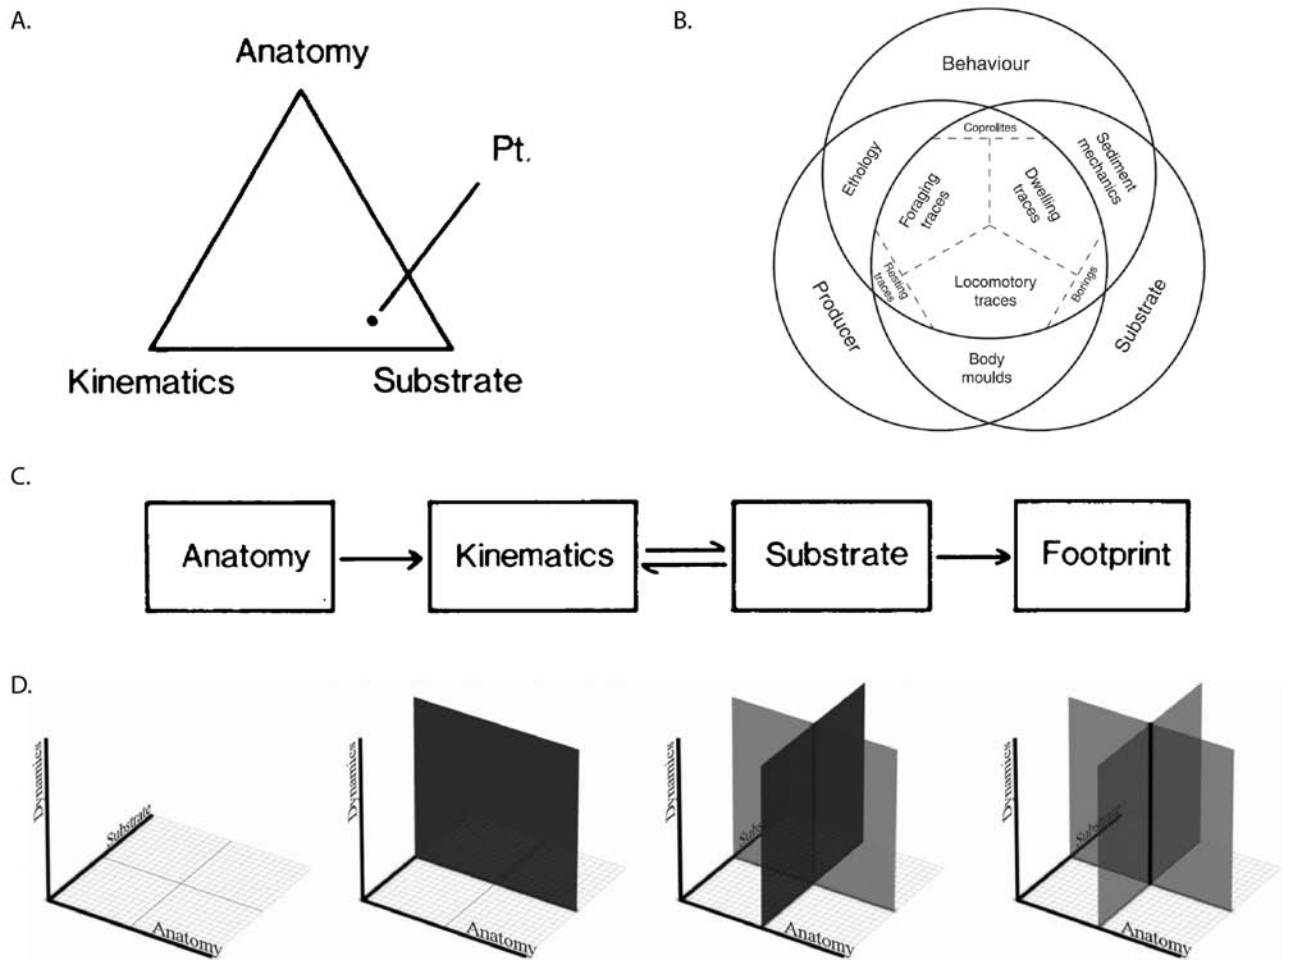 A.
Anatomy
Pt.
Kinematics
Substrate
B.
Behaviour
Coprolites
Ethology
Sediment
mechanics
Foraging
traces
Dwelling
traces
Resting
traces
Locomotory
traces
Borings
Producer
Substrate
Body
moulds
C.
Anatomy
Kinematics
Substrate
Footprint
D.
Dynamics
Substrate
Anatomy
Dynamics
Anatomy
Dynamics
Anatomy
Dynamics
Substrate
Anatomy